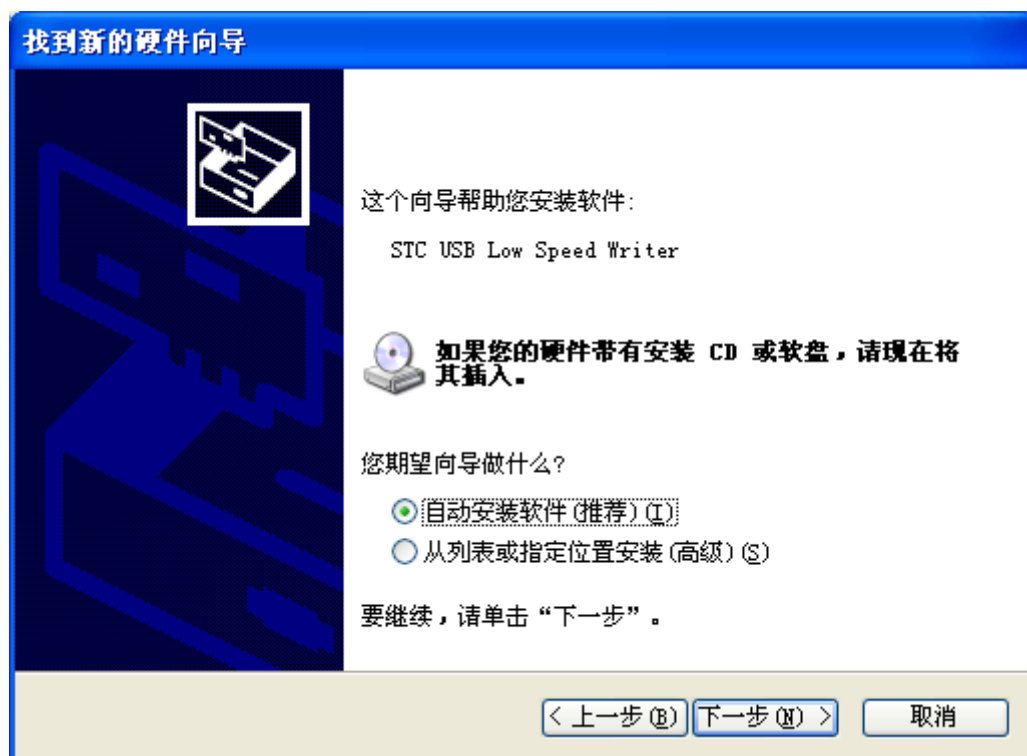 找到新的硬件向导
这个向导帮助您安装软件:
STC USB Low Speed Writer
如果您的硬件带有安装 CD 或软盘，请现在将
其插入。
您期望向导做什么?
自动安装软件(推荐)(I)
从列表或指定位置安装(高级)(S)
要继续，请单击“下一步”。
< 上一步(B) 下一步(N) > 取消